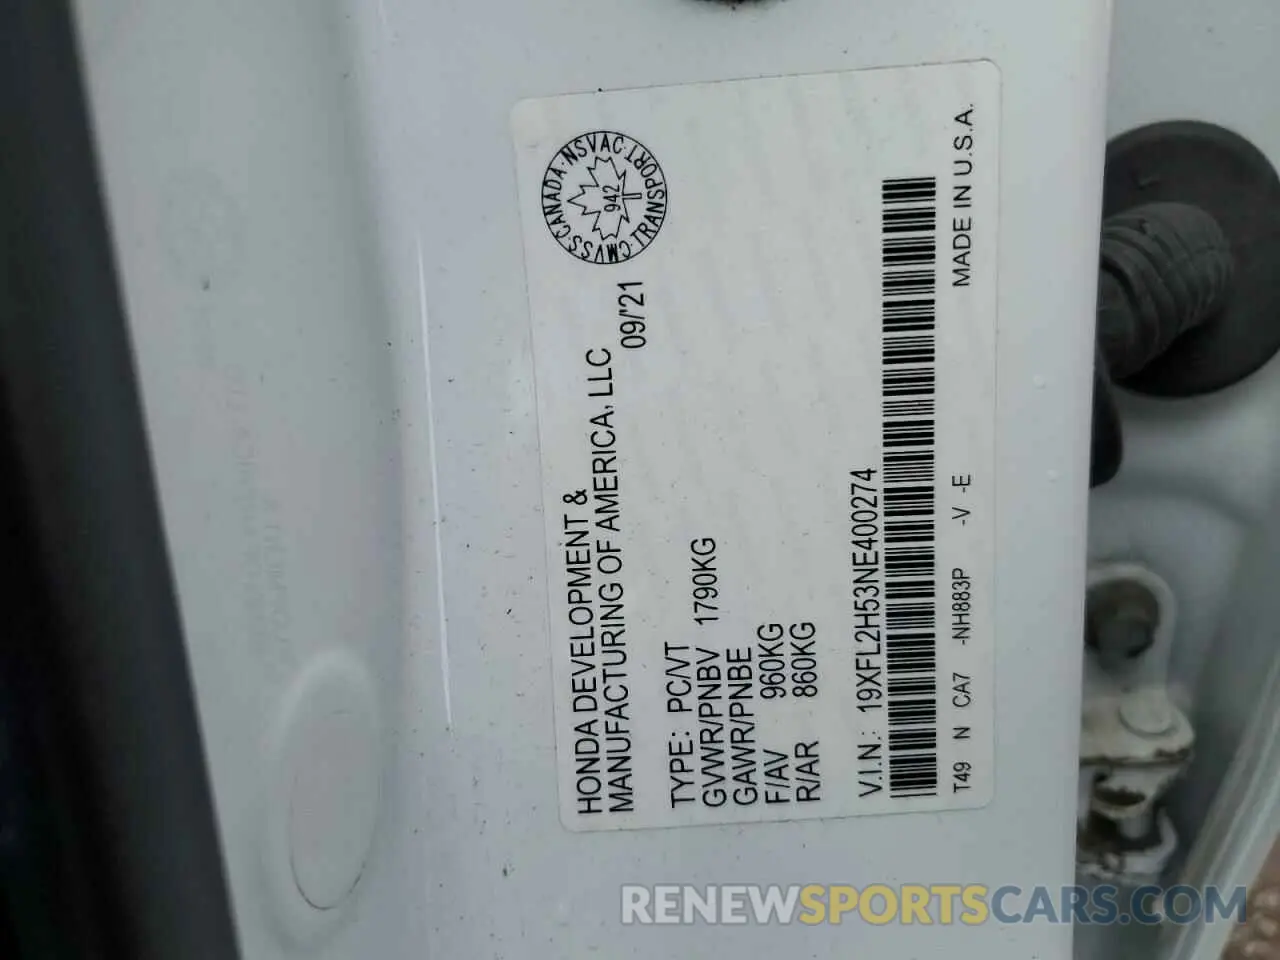 HONDA DEVELOPMENT &
MANUFACTURING OF AMERICA, LLC
09/'21
CMVSS·CANADA·NSVAC·TRANSPORT
942
TYPE: PC/VT
GVWR/PNBV 1790KG
GAWR/PNBE
F/AV 960KG
R/AR 860KG
V.I.N.: 19XFL2H53NE400274
T49 N CA7 -NH883P -V -E MADE IN U.S.A.
RENEWSPORTSCARS.COM